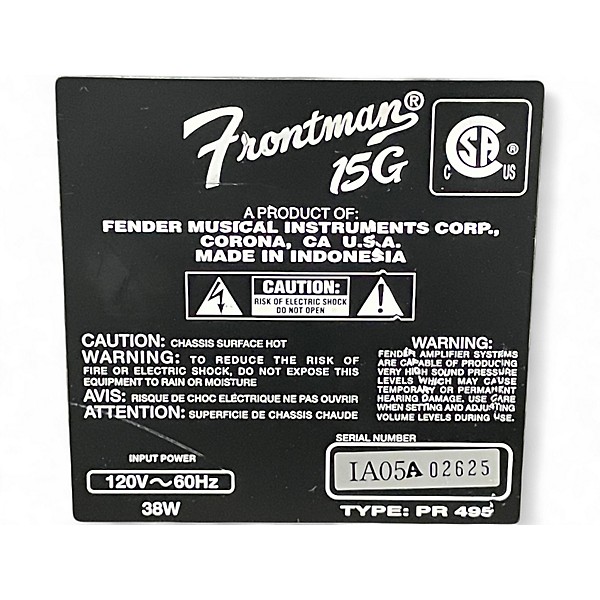 Frontman®
15G
CSA ®
C US
A PRODUCT OF:
FENDER MUSICAL INSTRUMENTS CORP.,
CORONA, CA U.S.A.
MADE IN INDONESIA
CAUTION:
RISK OF ELECTRIC SHOCK
DO NOT OPEN
CAUTION: CHASSIS SURFACE HOT
WARNING: TO REDUCE THE RISK OF
FIRE OR ELECTRIC SHOCK, DO NOT EXPOSE THIS
EQUIPMENT TO RAIN OR MOISTURE
AVIS: RISQUE DE CHOC ELÉCTRIQUE NE PAS OUVRIR
ATTENTION: SUPERFICIE DE CHASSIS CHAUDE
WARNING:
FENDER AMPLIFIER SYSTEMS
ARE CAPABLE OF PRODUCING
VERY HIGH SOUND PRESSURE
LEVELS WHICH MAY CAUSE
TEMPORARY OR PERMANENT
HEARING DAMAGE. USE CARE
WHEN SETTING AND ADJUSTING
VOLUME LEVELS DURING USE.
INPUT POWER
120V~60Hz
38W
SERIAL NUMBER
IA05A 02625
TYPE: PR 495